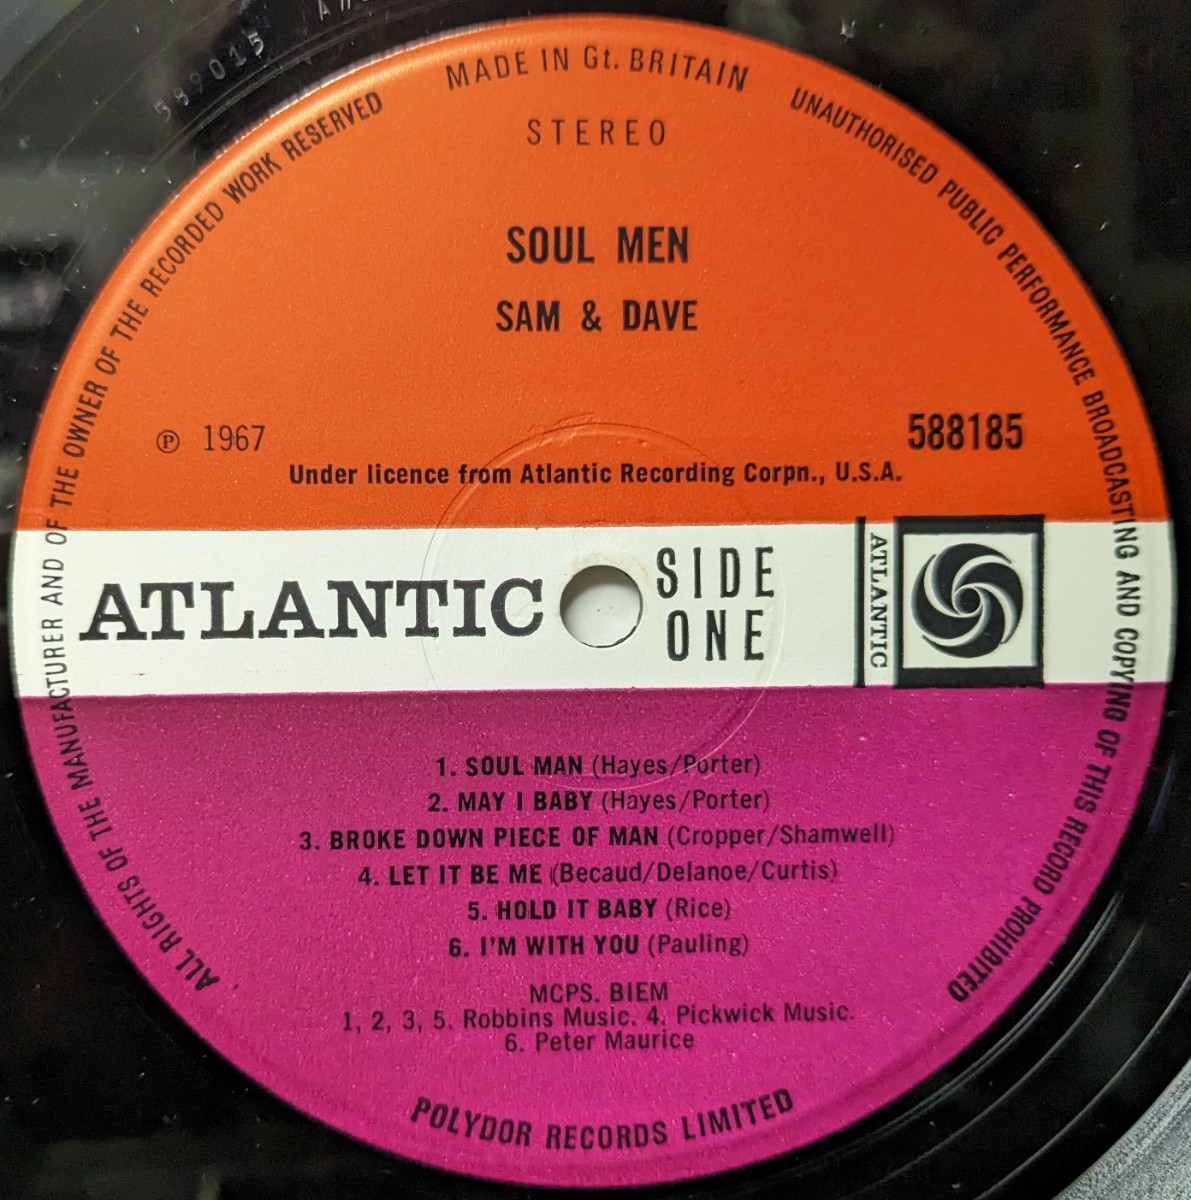 MADE IN Gt. BRITAIN
UNAUTHORISED PUBLIC PERFORMANCE BROADCASTING AND COPYING OF THIS RECORD PROHIBITED
ALL RIGHTS OF THE MANUFACTURER AND OF THE OWNER OF THE RECORDED WORK RESERVED
STEREO
SOUL MEN
SAM & DAVE
℗ 1967
588185
Under licence from Atlantic Recording Corpn., U.S.A.
ATLANTIC
SIDE
ONE
ATLANTIC
1. SOUL MAN (Hayes/Porter)
2. MAY I BABY (Hayes/Porter)
3. BROKE DOWN PIECE OF MAN (Cropper/Shamwell)
4. LET IT BE ME (Becaud/Delanoe/Curtis)
5. HOLD IT BABY (Rice)
6. I'M WITH YOU (Pauling)
MCPS. BIEM
1, 2, 3, 5. Robbins Music. 4, Pickwick Music.
6. Peter Maurice
POLYDOR RECORDS LIMITED